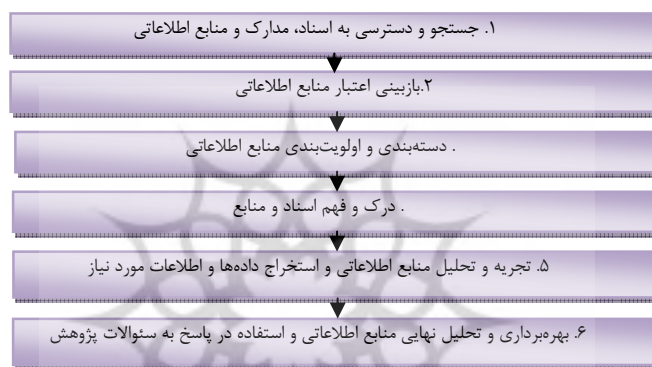 ۱. جستجو و دسترسی به اسناد، مدارک و منابع اطلاعاتی
۲.بازبینی اعتبار منابع اطلاعاتی
. دسته‌بندی و اولویت‌بندی منابع اطلاعاتی
. درک و فهم اسناد و منابع
۵. تجریه و تحلیل منابع اطلاعاتی و استخراج داده‌ها و اطلاعات مورد نیاز
۶. بهره‌برداری و تحلیل نهایی منابع اطلاعاتی و استفاده در پاسخ به سئوالات پژوهش